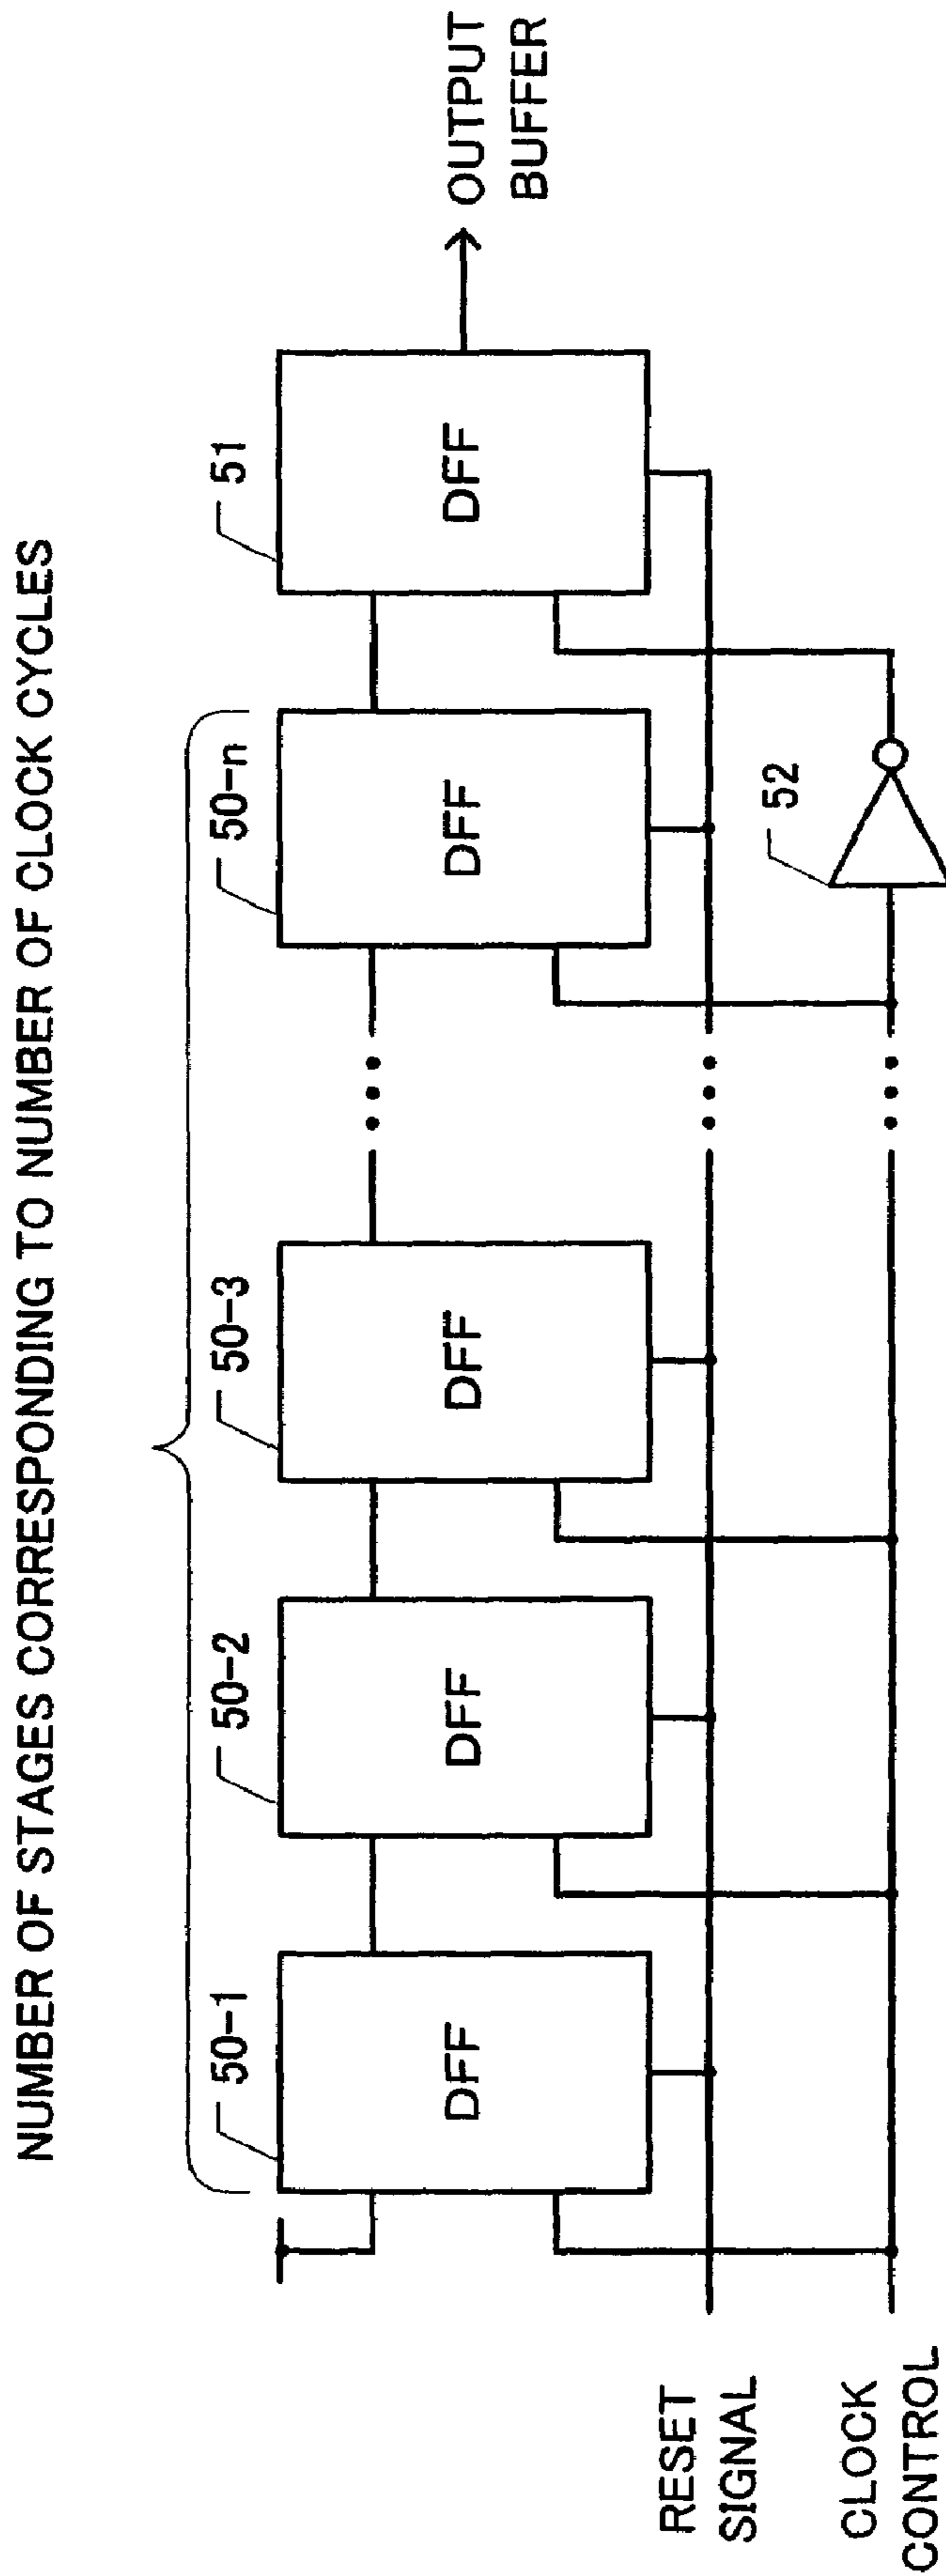 NUMBER OF STAGES CORRESPONDING TO NUMBER OF CLOCK CYCLES
50-1
50-2
50-3
50-n
51
DFF
DFF
DFF
DFF
DFF
OUTPUT
BUFFER
52
RESET
SIGNAL
CLOCK
CONTROL